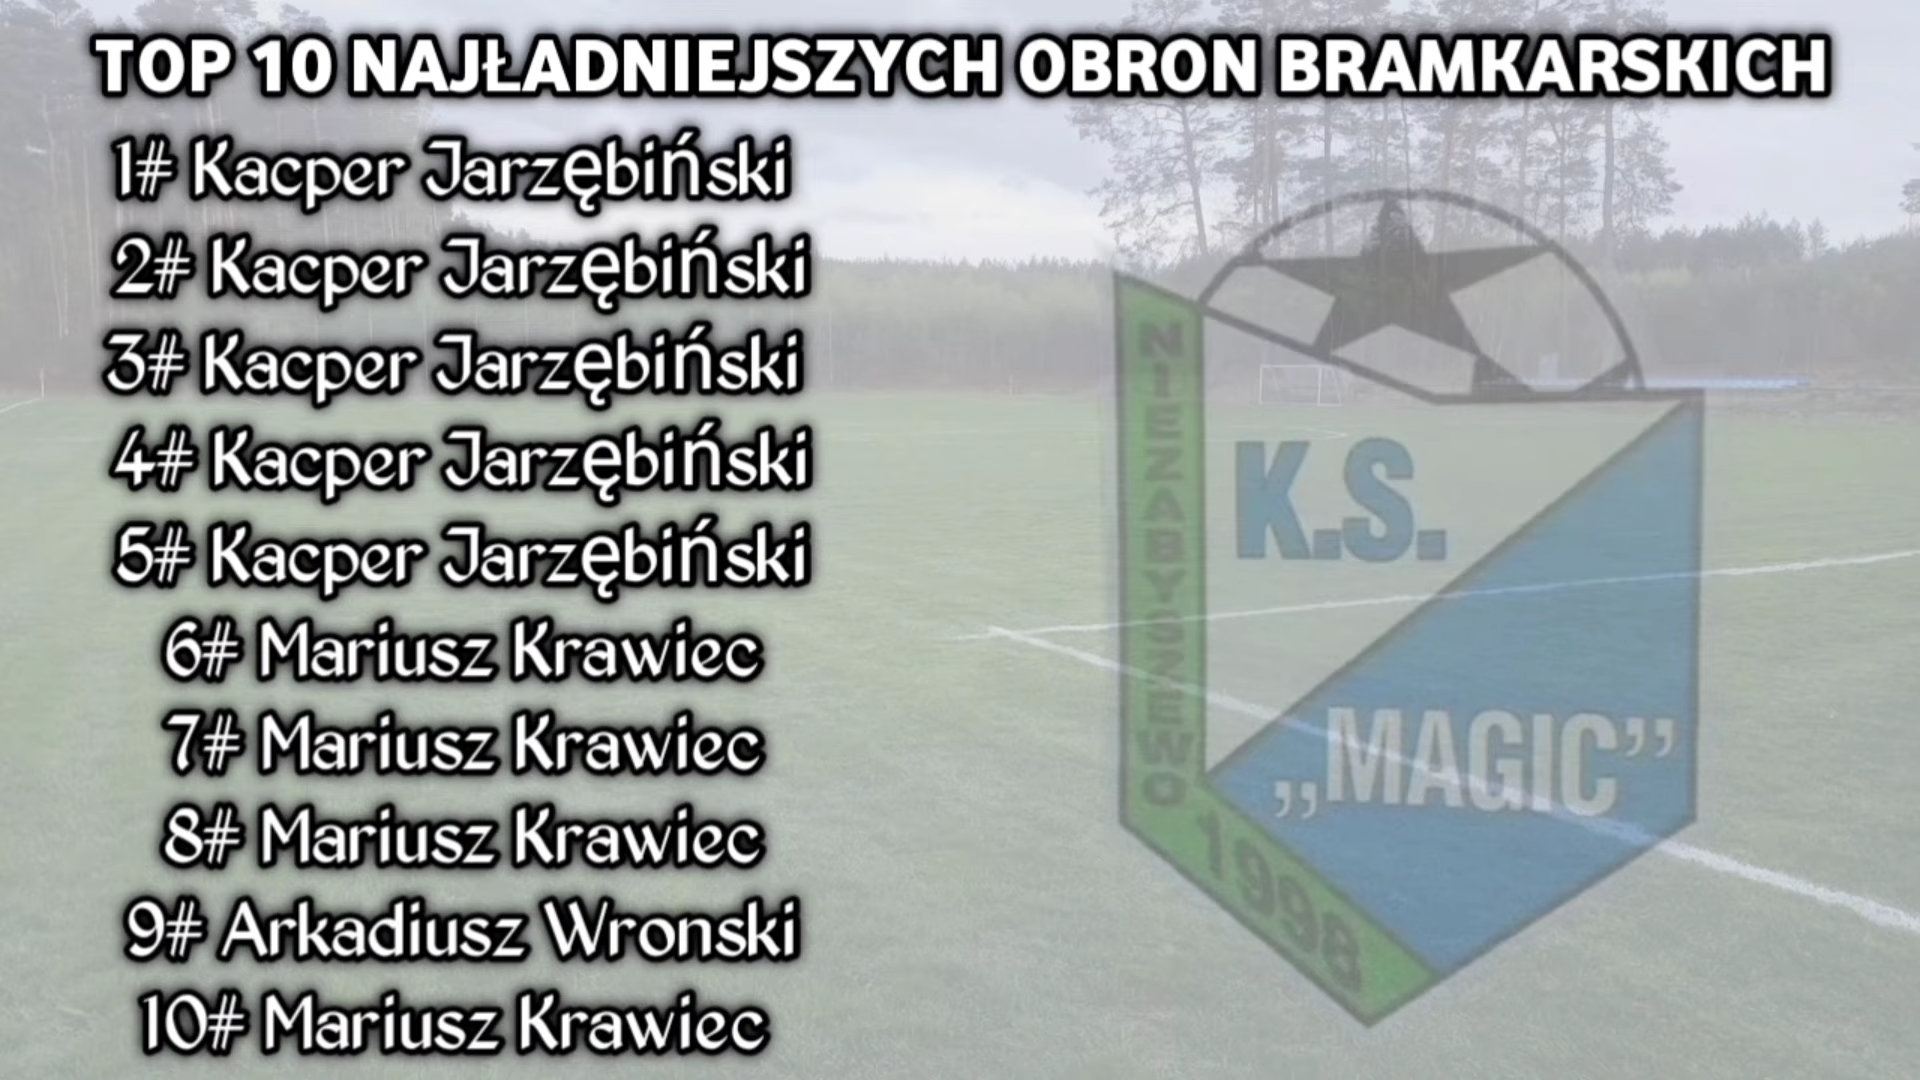 TOP 10 NAJŁADNIEJSZYCH OBRON BRAMKARSKICH
1# Kacper Jarzębiński
2# Kacper Jarzębiński
3# Kacper Jarzębiński
4# Kacper Jarzębiński
5# Kacper Jarzębiński
6# Mariusz Krawiec
7# Mariusz Krawiec
8# Mariusz Krawiec
9# Arkadiusz Wronski
10# Mariusz Krawiec
NIEZABYSZEWO
K.S.
„MAGIC”
1998